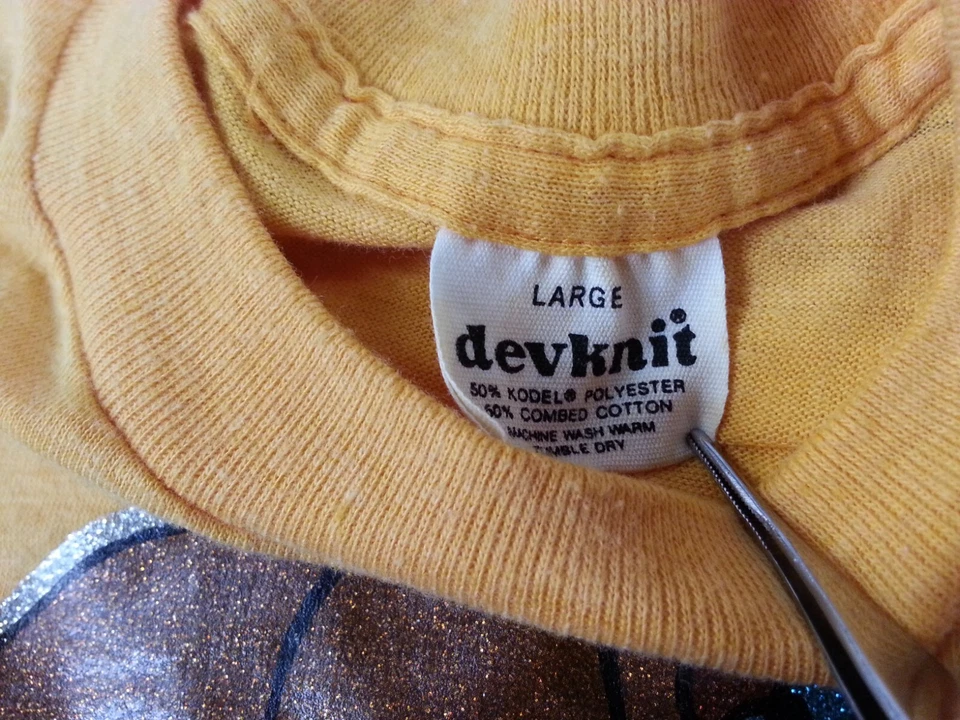 LARGE
devknit®
50% KODEL® POLYESTER
50% COMBED COTTON
MACHINE WASH WARM
TUMBLE DRY